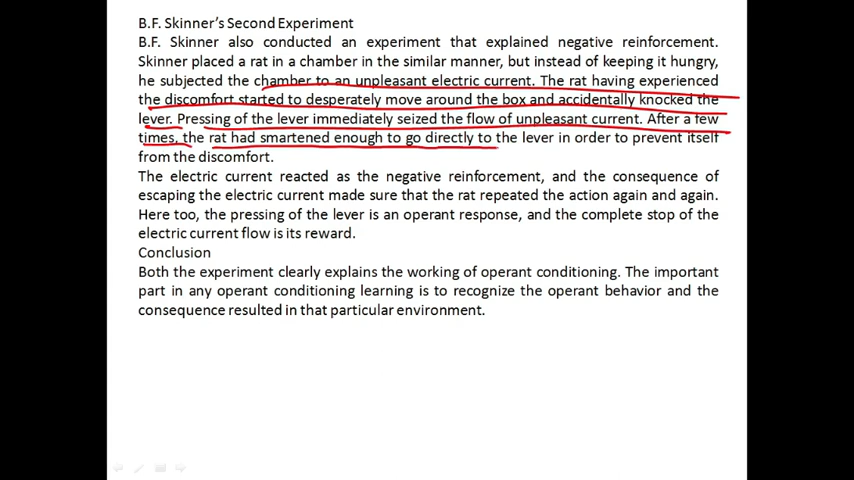 B.F. Skinner’s Second Experiment
B.F. Skinner also conducted an experiment that explained negative reinforcement.
Skinner placed a rat in a chamber in the similar manner, but instead of keeping it hungry,
he subjected the chamber to an unpleasant electric current. The rat having experienced
the discomfort started to desperately move around the box and accidentally knocked the
lever. Pressing of the lever immediately seized the flow of unpleasant current. After a few
times, the rat had smartened enough to go directly to the lever in order to prevent itself
from the discomfort.
The electric current reacted as the negative reinforcement, and the consequence of
escaping the electric current made sure that the rat repeated the action again and again.
Here too, the pressing of the lever is an operant response, and the complete stop of the
electric current flow is its reward.
Conclusion
Both the experiment clearly explains the working of operant conditioning. The important
part in any operant conditioning learning is to recognize the operant behavior and the
consequence resulted in that particular environment.